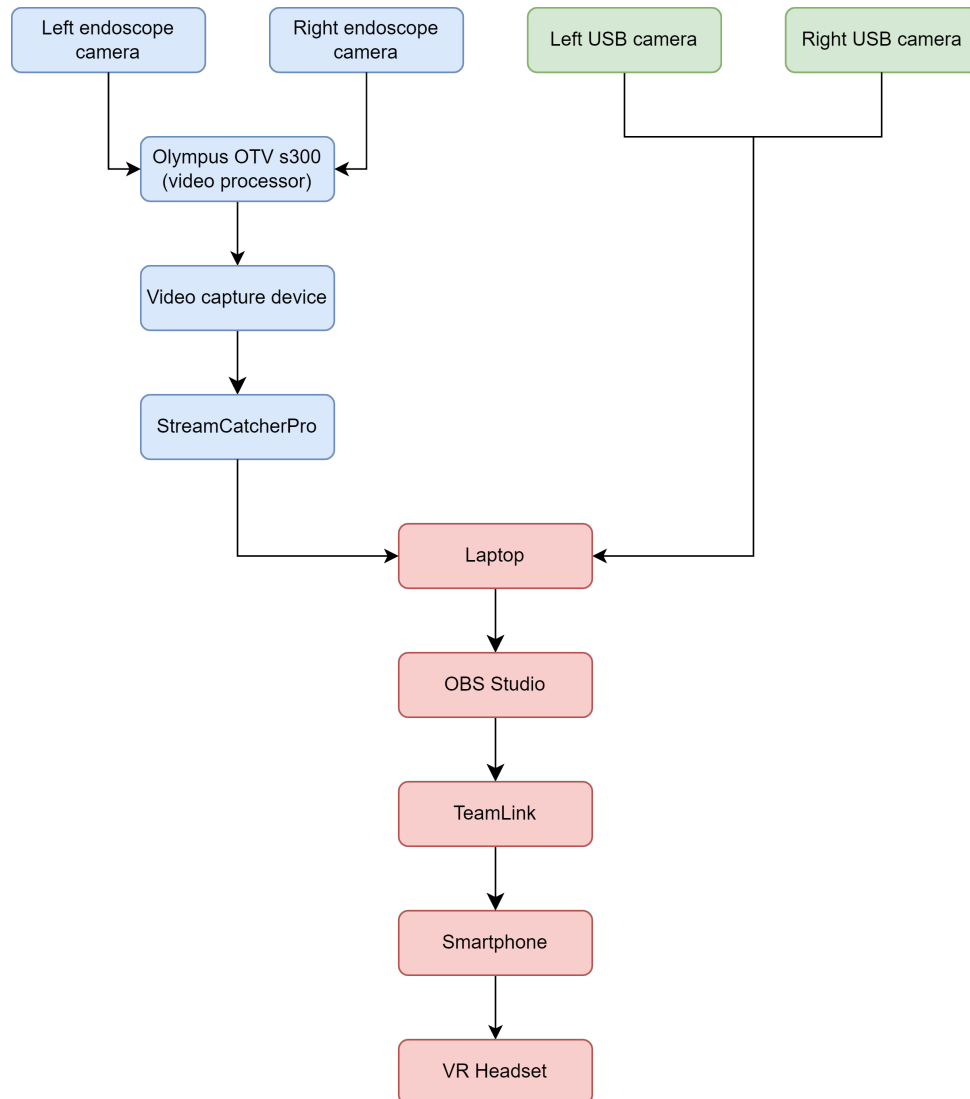 Left endoscope
camera
Right endoscope
camera
Left USB camera
Right USB camera
Olympus OTV s300
(video processor)
Video capture device
StreamCatcherPro
Laptop
OBS Studio
TeamLink
Smartphone
VR Headset